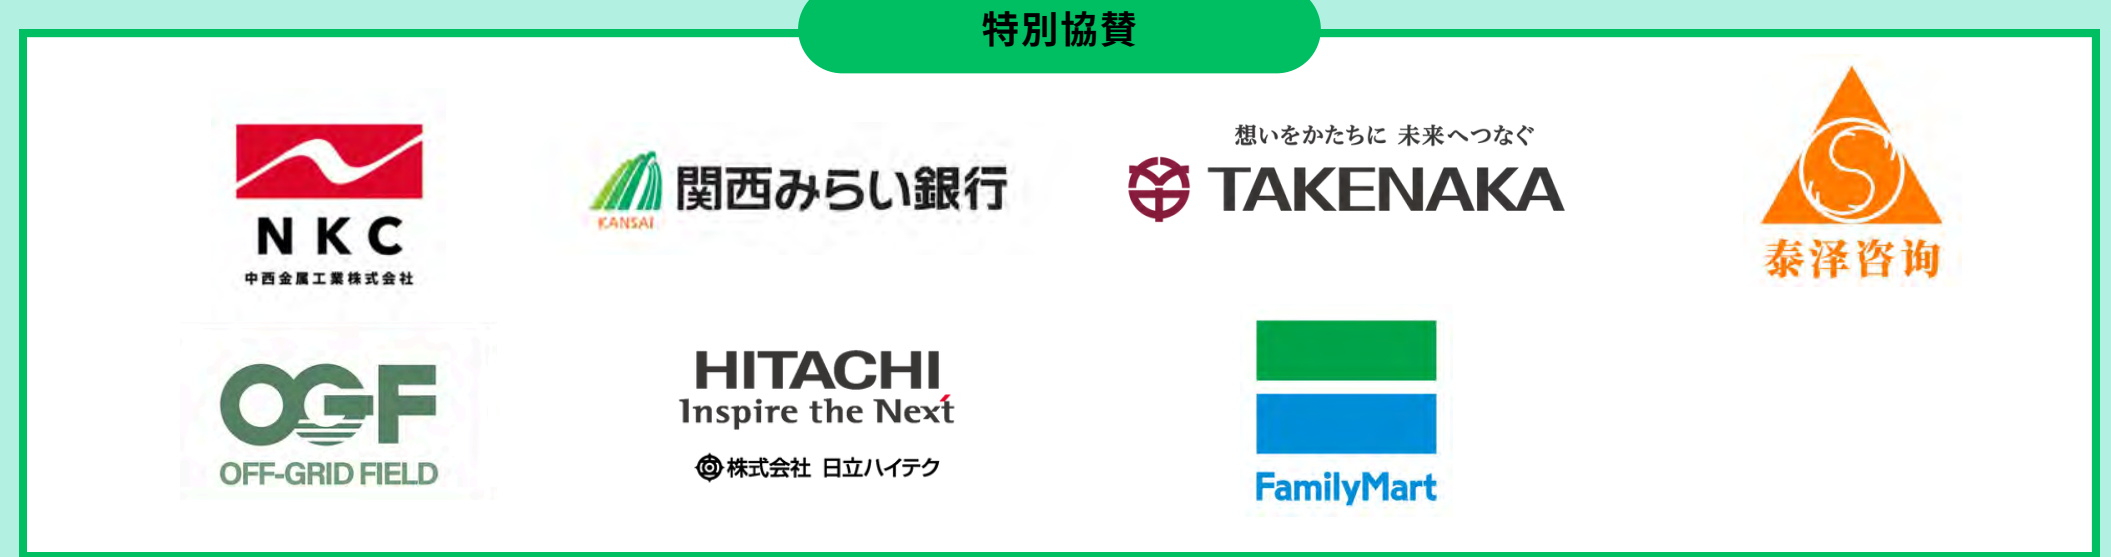 特別協賛
NKC
中西金属工業株式会社
KANSAI
関西みらい銀行
想いをかたちに 未来へつなぐ
TAKENAKA
S
泰泽咨询
OGF
OFF-GRID FIELD
HITACHI
Inspire the Next
株式会社 日立ハイテク
FamilyMart